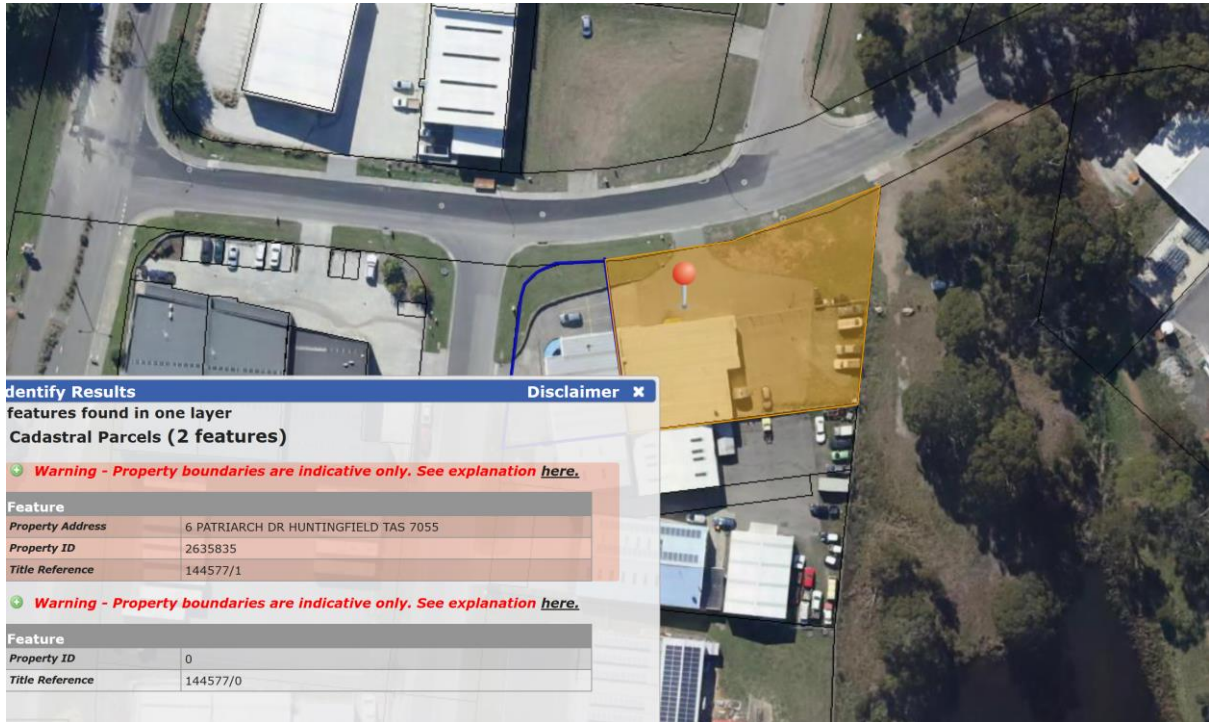 dentify Results Disclaimer ✖
features found in one layer
Cadastral Parcels (2 features)
Warning - Property boundaries are indicative only. See explanation here.
Feature
Property Address 6 PATRIARCH DR HUNTINGFIELD TAS 7055
Property ID 2635835
Title Reference 144577/1
Warning - Property boundaries are indicative only. See explanation here.
Feature
Property ID 0
Title Reference 144577/0